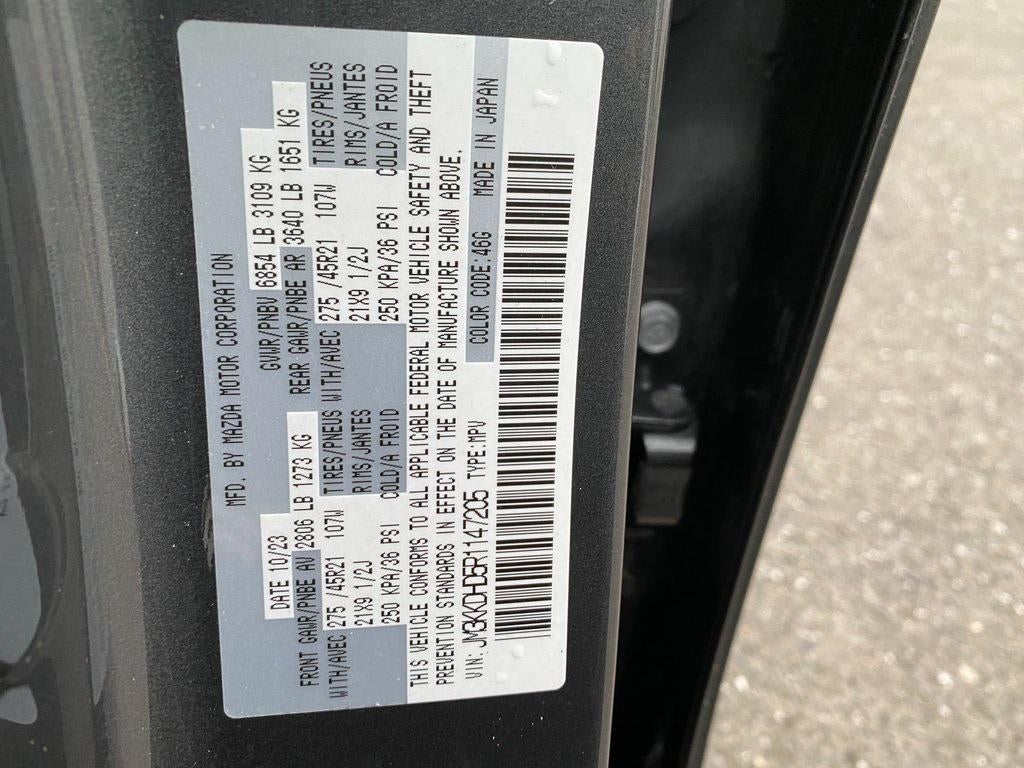 MFD. BY MAZDA MOTOR CORPORATION
DATE 10/23 GVWR/PNBV 6854 LB 3109 KG
FRONT GAWR/PNBE AV 2806 LB 1273 KG REAR GAWR/PNBE AR 3640 LB 1651 KG
WITH/AVEC 275 /45R21 107W TIRES/PNEUS WITH/AVEC 275 /45R21 107W TIRES/PNEUS
21X9 1/2J RIMS/JANTES 21X9 1/2J RIMS/JANTES
250 KPA/36 PSI COLD/A FROID 250 KPA/36 PSI COLD/A FROID
THIS VEHICLE CONFORMS TO ALL APPLICABLE FEDERAL MOTOR VEHICLE SAFETY AND THEFT
PREVENTION STANDARDS IN EFFECT ON THE DATE OF MANUFACTURE SHOWN ABOVE.
VIN: JM3KKDHD5R1147205 TYPE:MPV COLOR CODE:46G MADE IN JAPAN